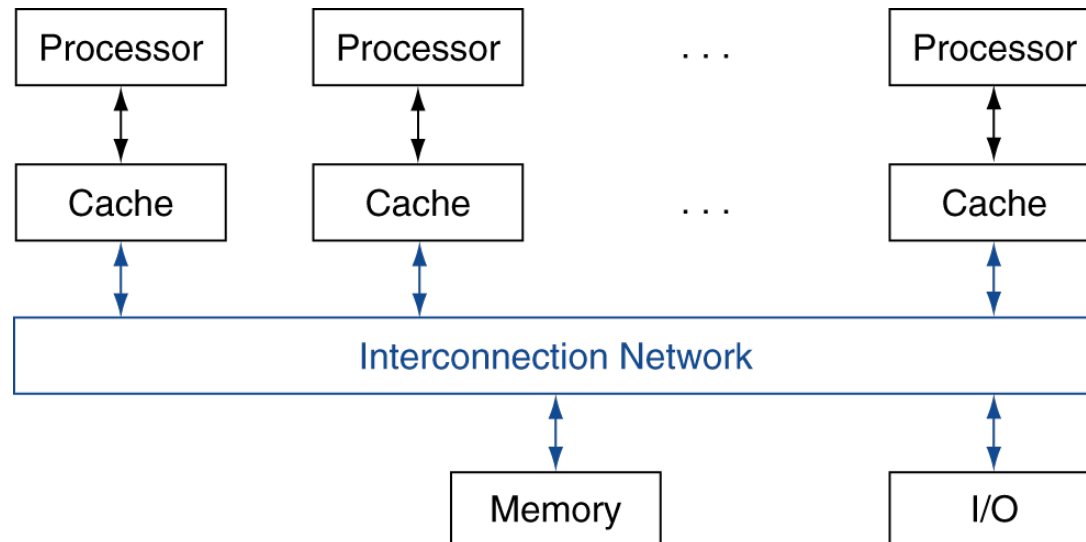 Processor Processor . . . Processor
Cache Cache . . . Cache
Interconnection Network
Memory I/O